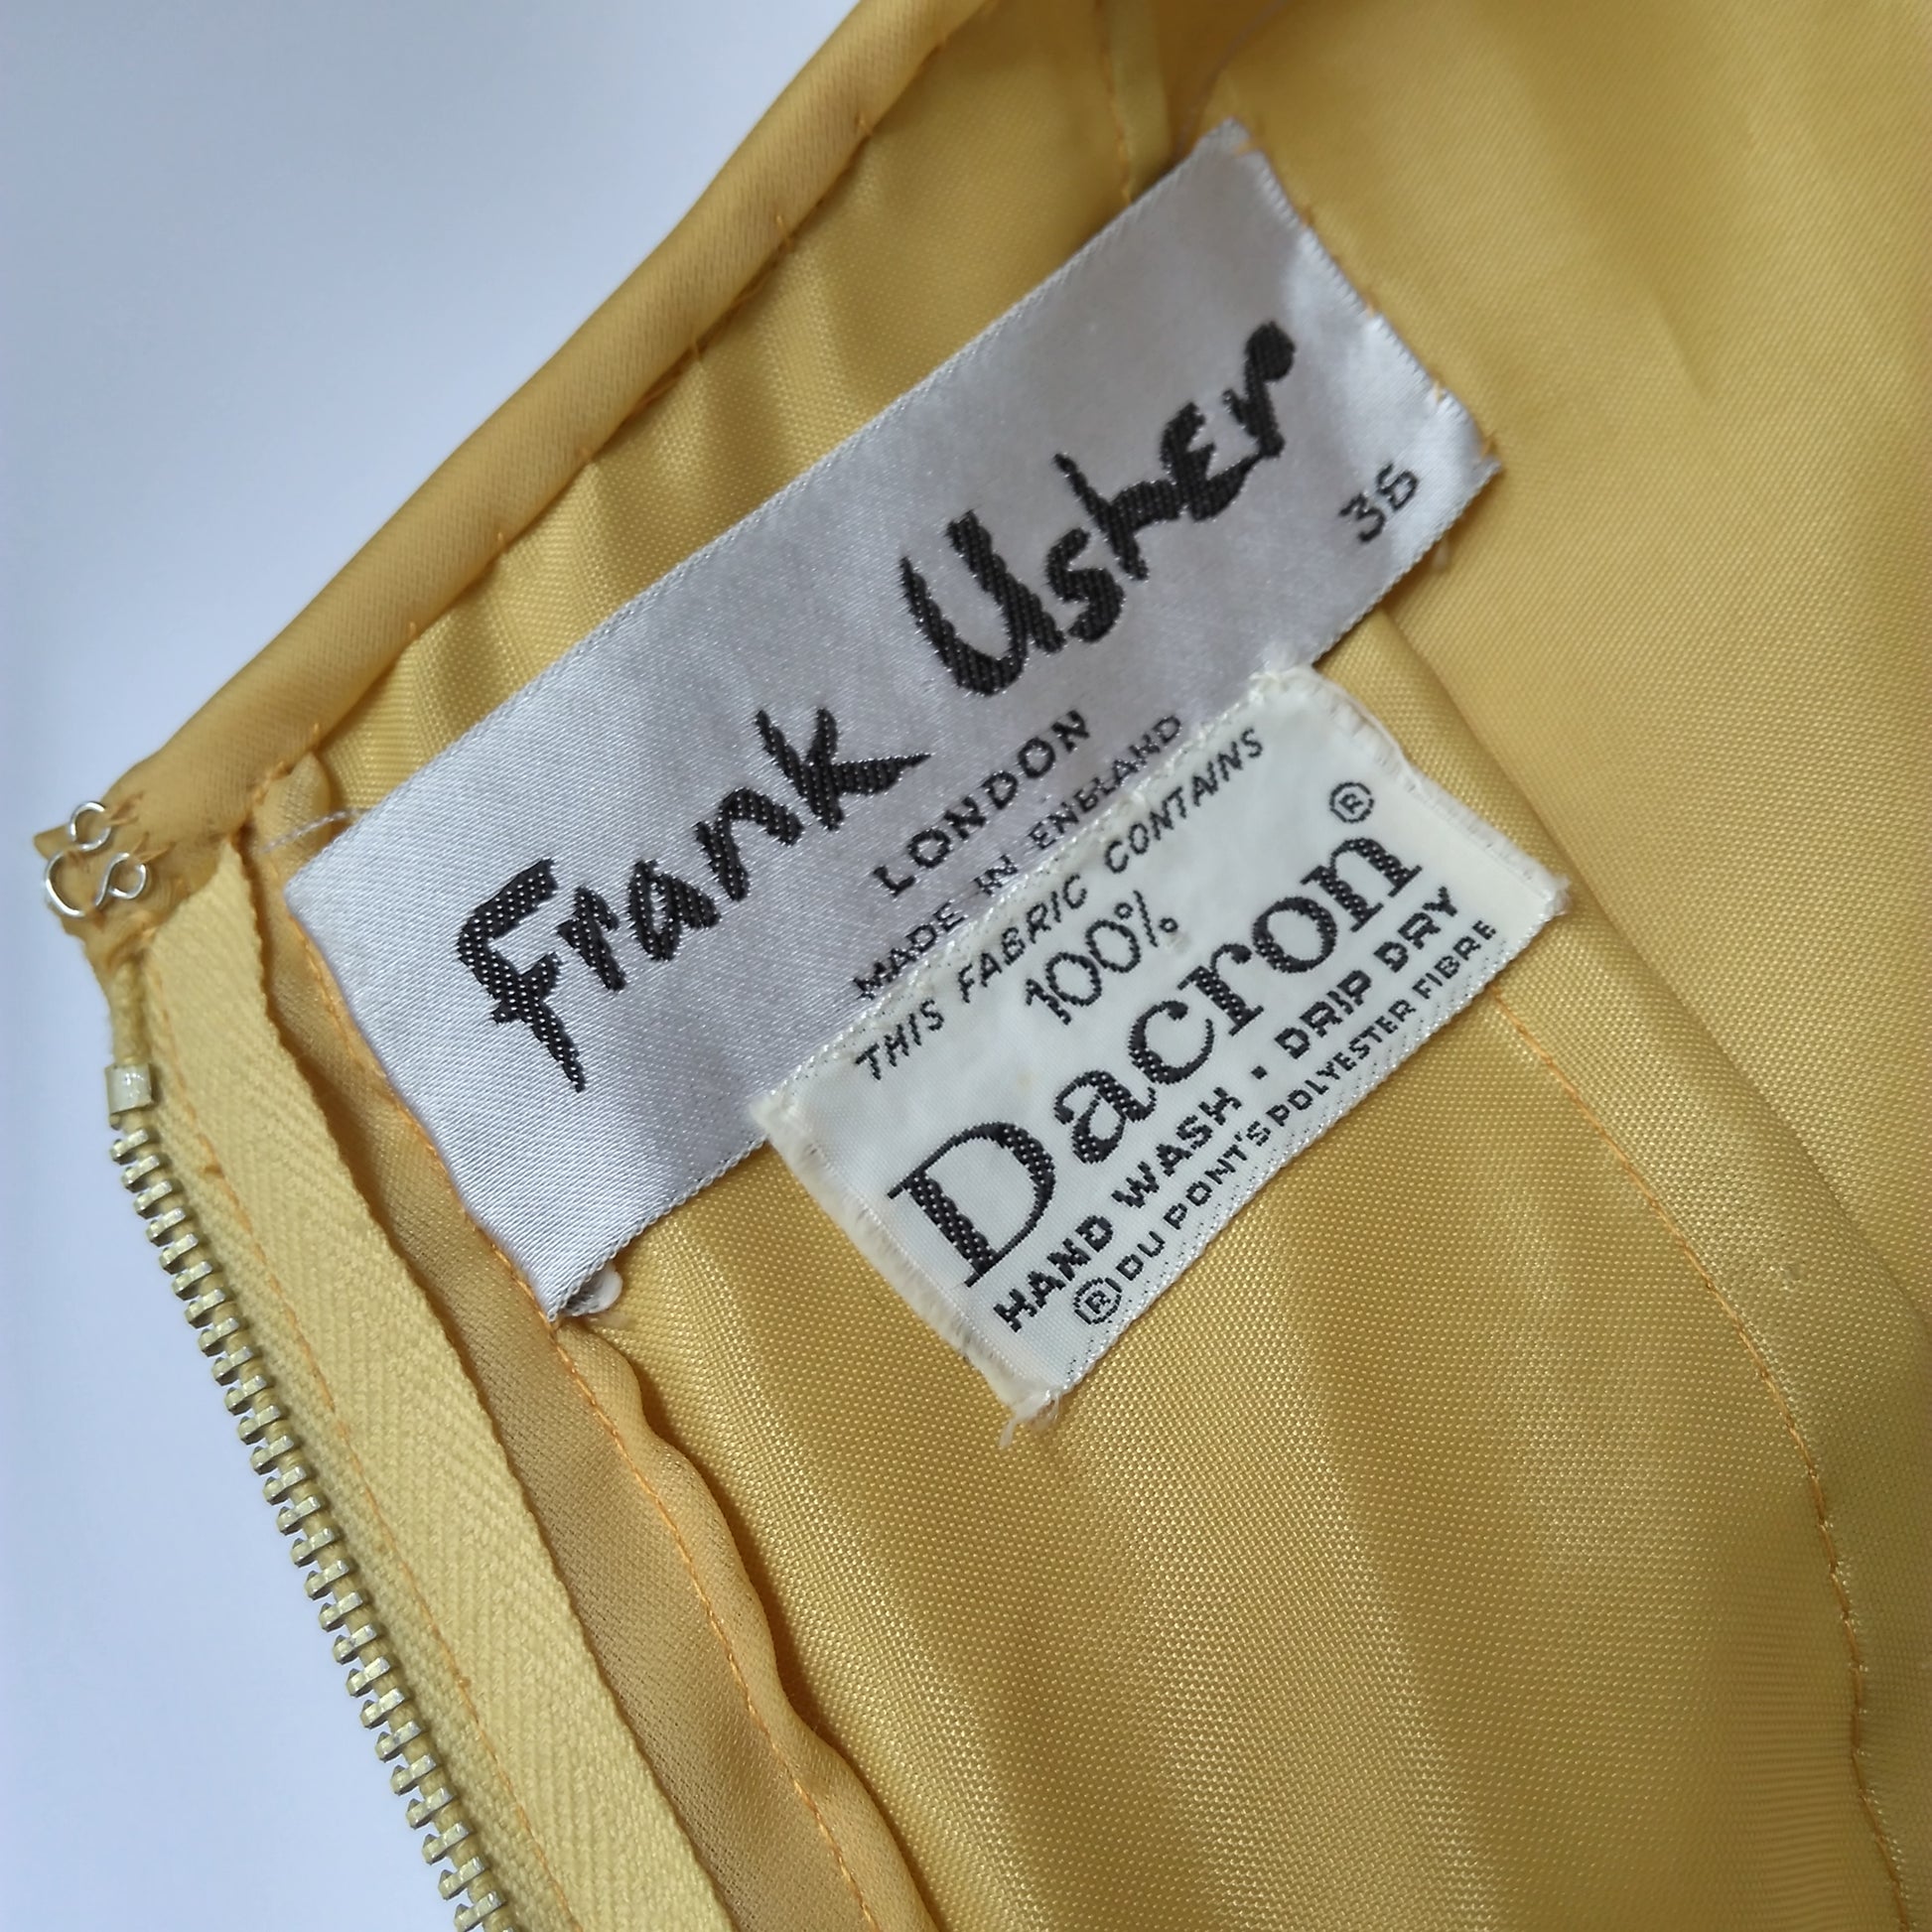 Frank Usher
LONDON
MADE IN ENGLAND
36
THIS FABRIC CONTAINS
100%
Dacron ®
HAND WASH · DRIP DRY
® DU PONT'S POLYESTER FIBRE